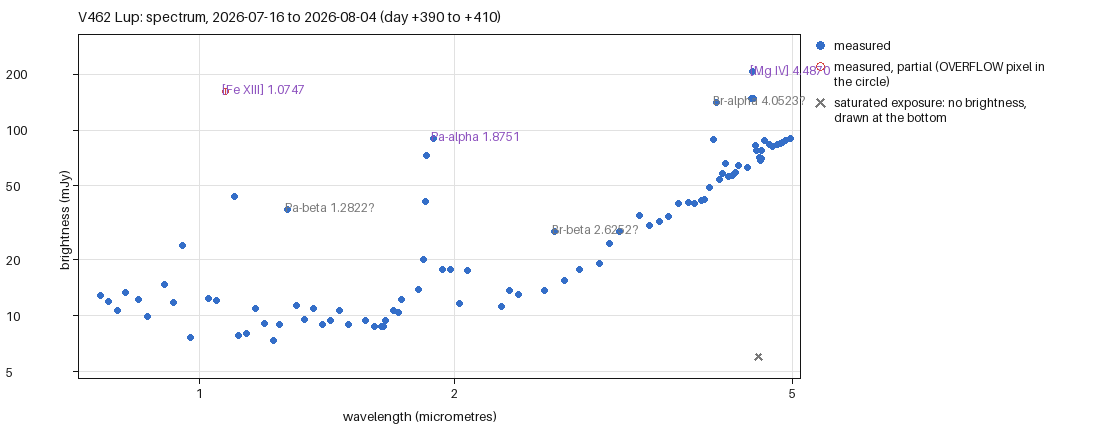 V462 Lup: spectrum, 2026-07-16 to 2026-08-04 (day +390 to +410)
measured
measured, partial (OVERFLOW pixel in
the circle)
saturated exposure: no brightness,
drawn at the bottom
[Mg IV] 4.4870
[Fe XIII] 1.0747
Br-alpha 4.0523?
Pa-alpha 1.8751
Pa-beta 1.2822?
Br-beta 2.6252?
200
100
50
20
10
5
brightness (mJy)
1
2
5
wavelength (micrometres)